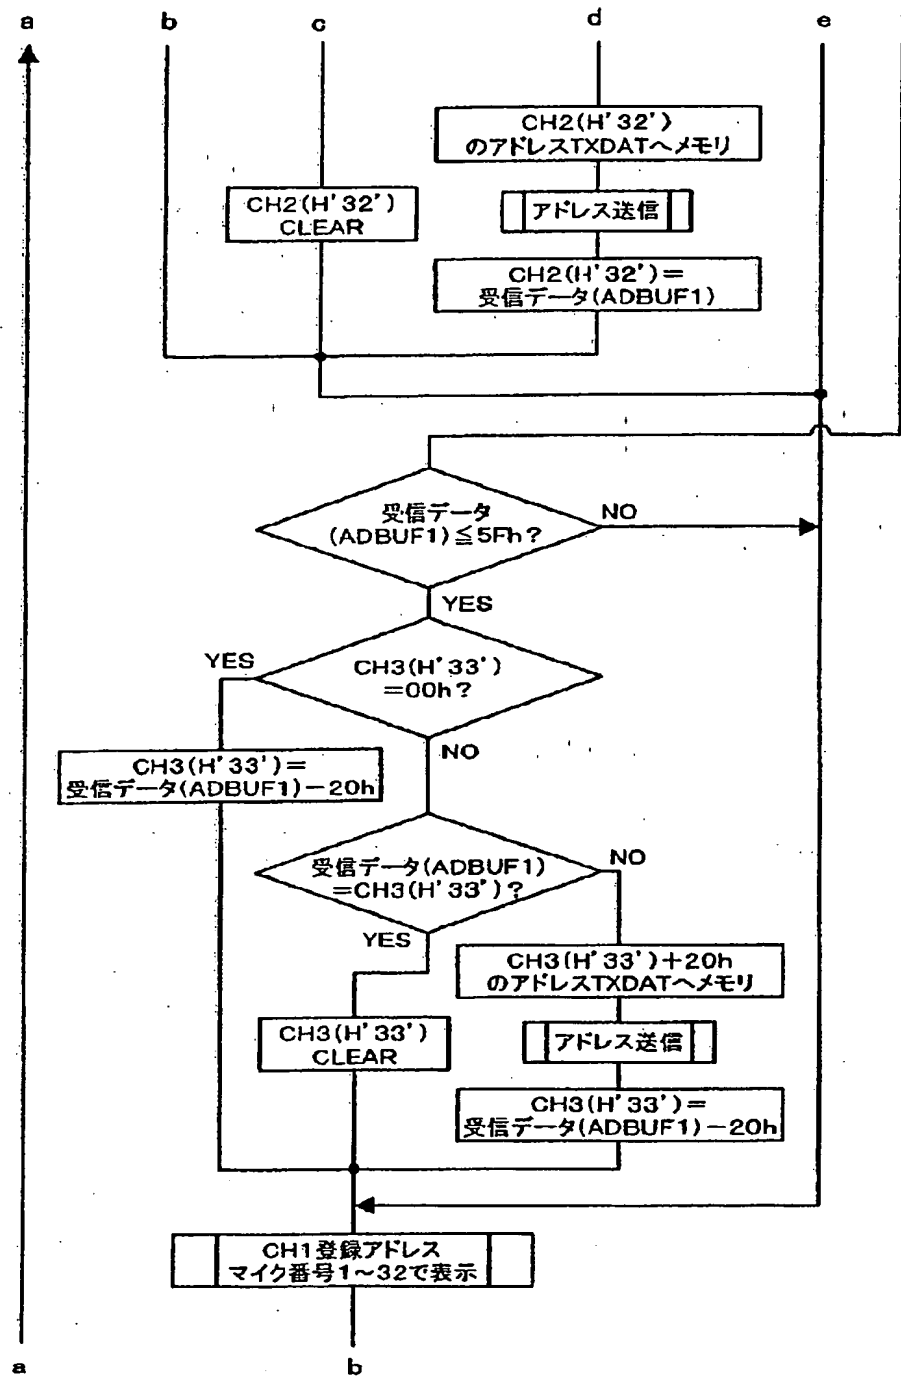 a
b
c
d
e
CH2(H'32')
のアドレスTXDATへメモリ
CH2(H'32')
CLEAR
アドレス送信
CH2(H'32')=
受信データ(ADBUF1)
受信データ
(ADBUF1)≦5Fh?
NO
YES
CH3(H'33')
=00h?
YES
NO
CH3(H'33')=
受信データ(ADBUF1)−20h
受信データ(ADBUF1)
=CH3(H'33')?
NO
YES
CH3(H'33')+20h
のアドレスTXDATへメモリ
CH3(H'33')
CLEAR
アドレス送信
CH3(H'33')=
受信データ(ADBUF1)−20h
CH1登録アドレス
マイク番号1~32で表示
a
b